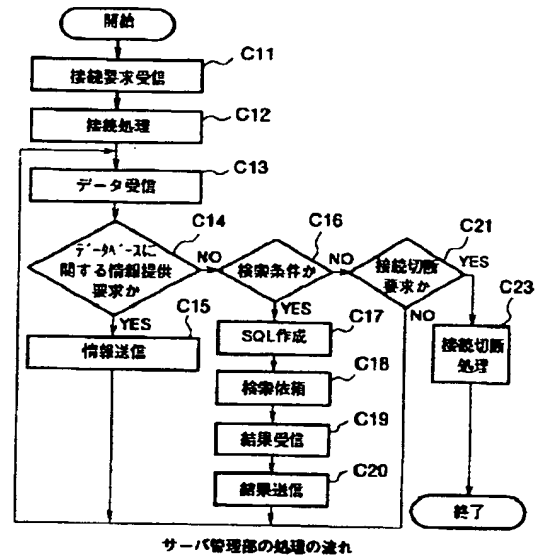 開始
接続要求受信
C11
接続処理
C12
データ受信
C13
データベースに
関する情報提供
要求か
C14
NO
YES
情報送信
C15
検索条件か
C16
NO
YES
SQL作成
C17
検索依頼
C18
結果受信
C19
結果送信
C20
接続切断
要求か
C21
YES
NO
接続切断
処理
C23
終了
サーバ管理部の処理の流れ